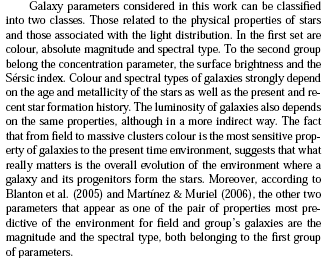 Galaxy parameters considered in this work can be classified
into two classes. Those related to the physical properties of stars
and those associated with the light distribution. In the first set are
colour, absolute magnitude and spectral type. To the second group
belong the concentration parameter, the surface brightness and the
Sérsic index. Colour and spectral types of galaxies strongly depend
on the age and metallicity of the stars as well as the present and re-
cent star formation history. The luminosity of galaxies also depends
on the same properties, although in a more indirect way. The fact
that from field to massive clusters colour is the most sensitive prop-
erty of galaxies to the present time environment, suggests that what
really matters is the overall evolution of the environment where a
galaxy and its progenitors form the stars. Moreover, according to
Blanton et al. (2005) and Martínez & Muriel (2006), the other two
parameters that appear as one of the pair of properties most pre-
dictive of the environment for field and group's galaxies are the
magnitude and the spectral type, both belonging to the first group
of parameters.